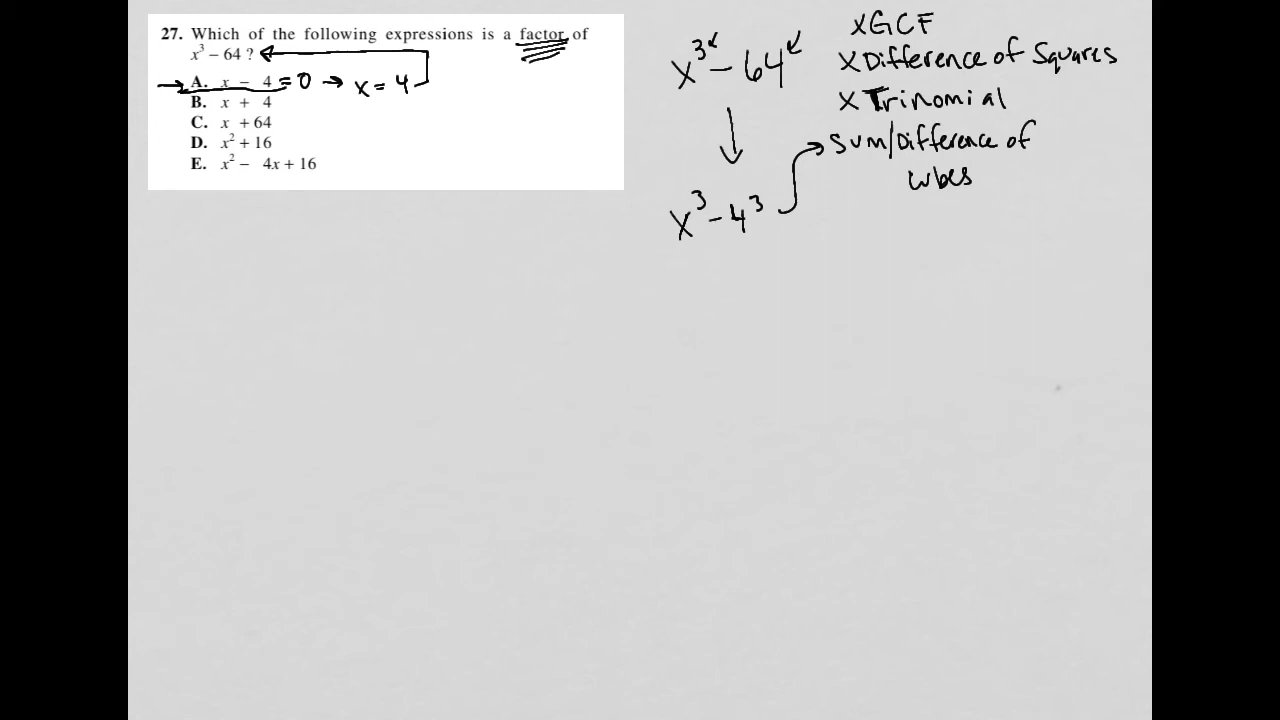 27. Which of the following expressions is a factor of
x³ – 64 ?
A. x – 4 = 0 → x = 4
B. x + 4
C. x + 64
D. x² + 16
E. x² – 4x + 16
x³ – 64
x³ – 4³
x GCF
x Difference of Squares
x Trinomial
Sum/Difference of
cubes